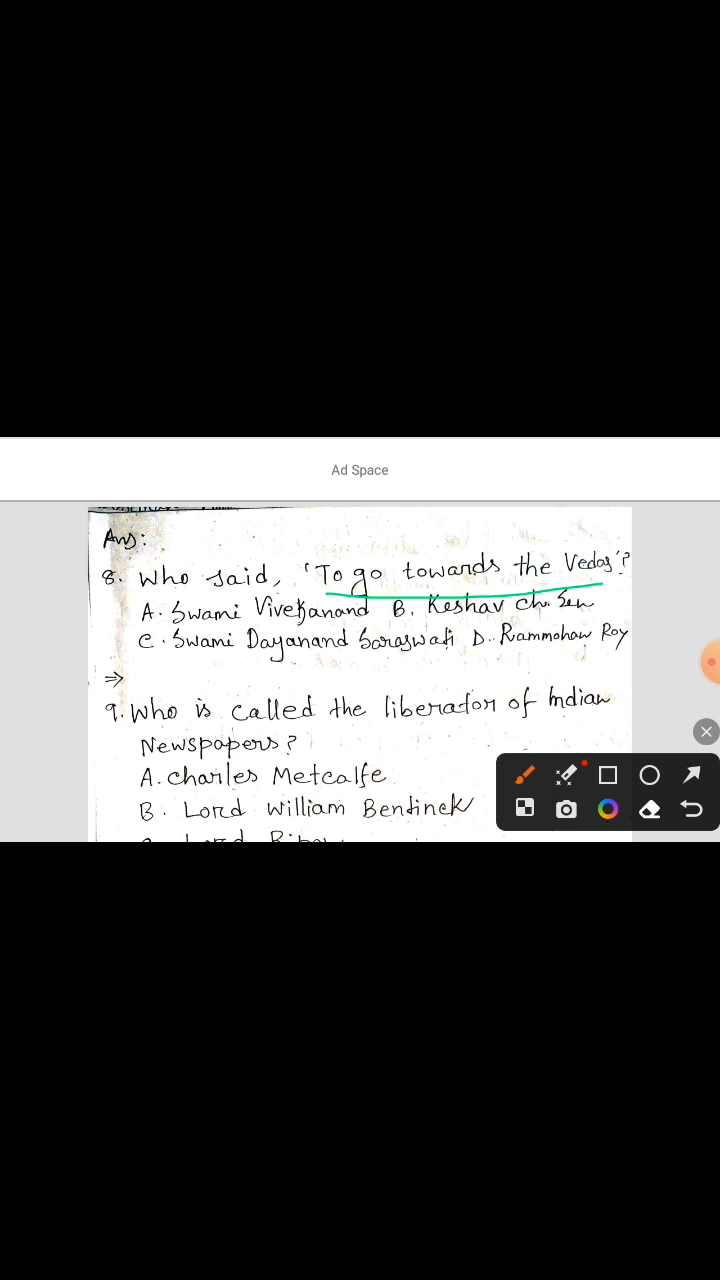 Ad Space
Ans:
8. Who said, 'To go towards the Vedas'?
A. Swami Vivekanand B. Keshav Ch. Sen
C. Swami Dayanand Saraswati D. Rammohan Roy
⇒
9. Who is called the liberator of Indian
Newspapers?
A. Charles Metcalfe
B. Lord William Bentinck